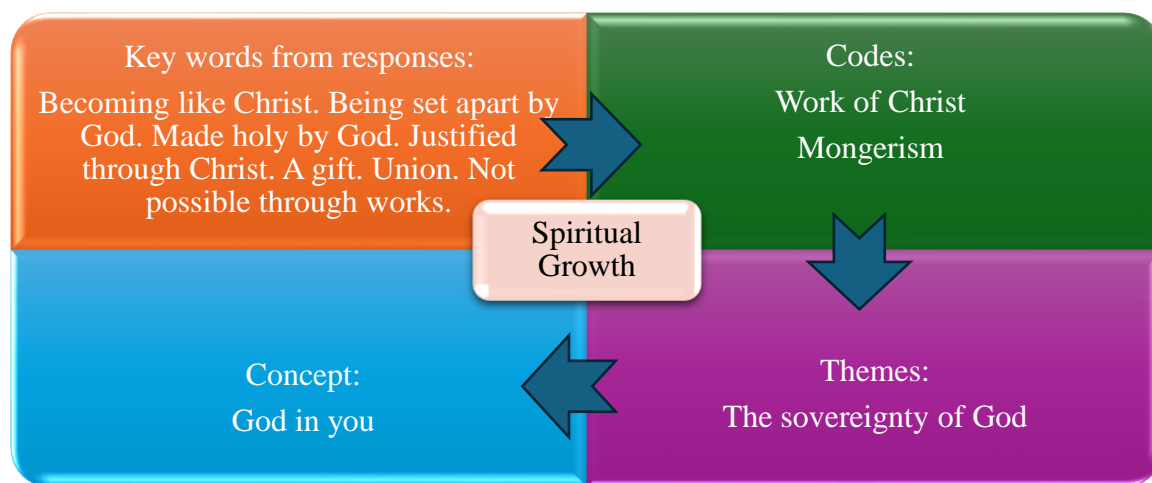 Key words from responses:
Becoming like Christ. Being set apart by
God. Made holy by God. Justified
through Christ. A gift. Union. Not
possible through works.
Codes:
Work of Christ
Mongerism
Spiritual
Growth
Concept:
God in you
Themes:
The sovereignty of God